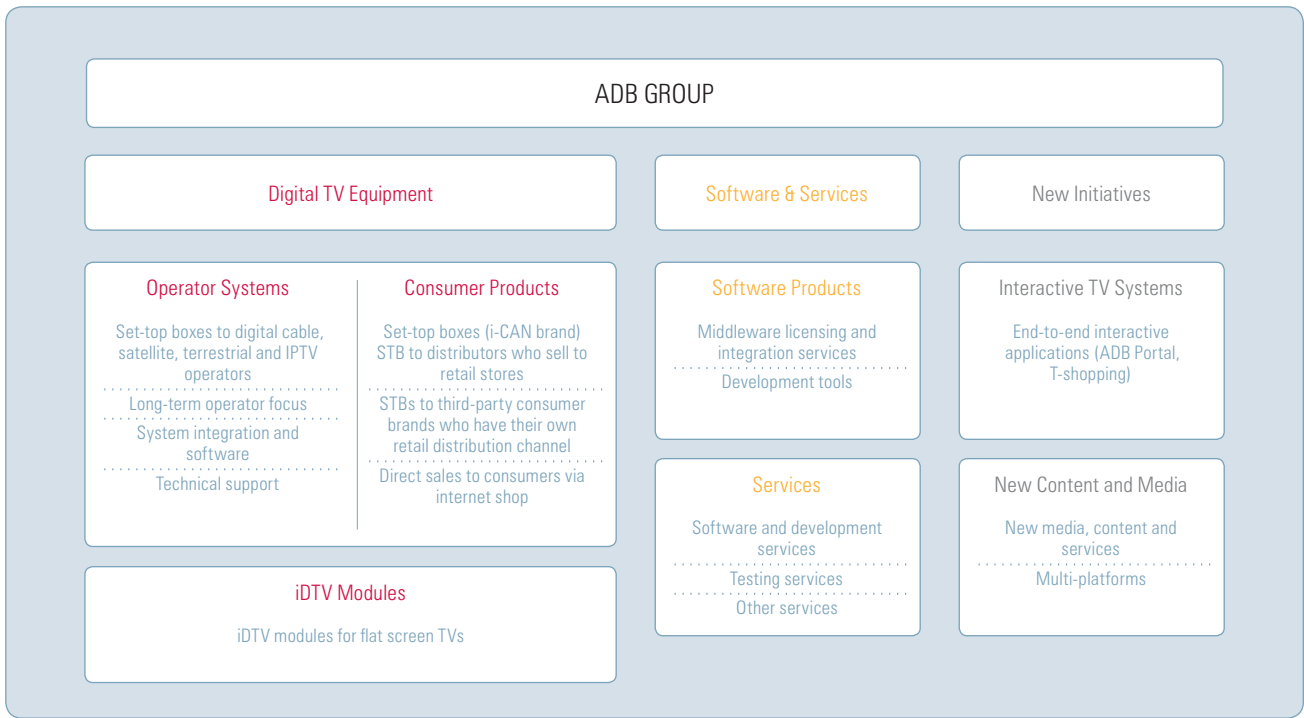 ADB GROUP
Digital TV Equipment
Operator Systems
Set-top boxes to digital cable,
satellite, terrestrial and IPTV
operators
Long-term operator focus
System integration and
software
Technical support
Consumer Products
Set-top boxes (i-CAN brand)
STB to distributors who sell to
retail stores
STBs to third-party consumer
brands who have their own
retail distribution channel
Direct sales to consumers via
internet shop
iDTV Modules
iDTV modules for flat screen TVs
Software & Services
Software Products
Middleware licensing and
integration services
Development tools
Services
Software and development
services
Testing services
Other services
New Initiatives
Interactive TV Systems
End-to-end interactive
applications (ADB Portal,
T-shopping)
New Content and Media
New media, content and
services
Multi-platforms